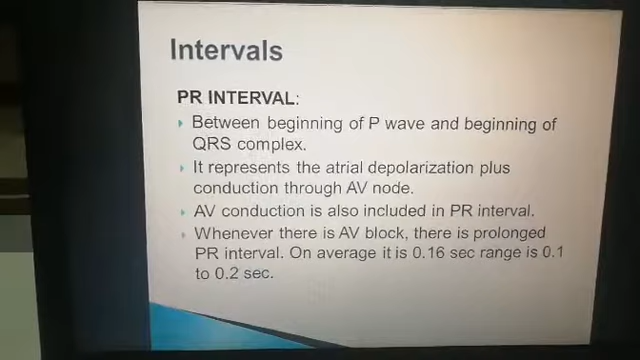 Intervals
PR INTERVAL:
Between beginning of P wave and beginning of
QRS complex.
It represents the atrial depolarization plus
conduction through AV node.
AV conduction is also included in PR interval.
Whenever there is AV block, there is prolonged
PR interval. On average it is 0.16 sec range is 0.1
to 0.2 sec.